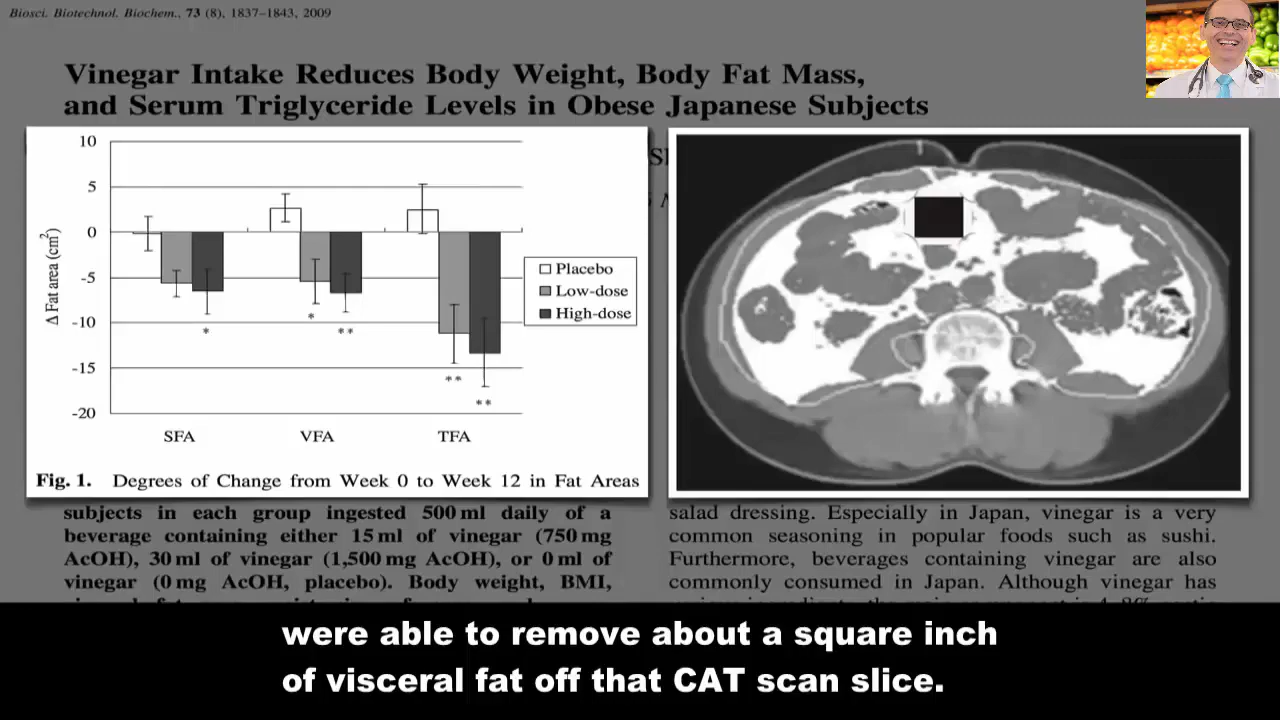 Biosci. Biotechnol. Biochem., 73 (8), 1837–1843, 2009
Vinegar Intake Reduces Body Weight, Body Fat Mass,
and Serum Triglyceride Levels in Obese Japanese Subjects
10
5
0
-5
-10
-15
-20
Δ Fat area (cm²)
*
*
**
**
**
Placebo
Low-dose
High-dose
SFA VFA TFA
Fig. 1. Degrees of Change from Week 0 to Week 12 in Fat Areas
subjects in each group ingested 500 ml daily of a
beverage containing either 15 ml of vinegar (750 mg
AcOH), 30 ml of vinegar (1,500 mg AcOH), or 0 ml of
vinegar (0 mg AcOH, placebo). Body weight, BMI,
salad dressing. Especially in Japan, vinegar is a very
common seasoning in popular foods such as sushi.
Furthermore, beverages containing vinegar are also
commonly consumed in Japan. Although vinegar has
were able to remove about a square inch
of visceral fat off that CAT scan slice.